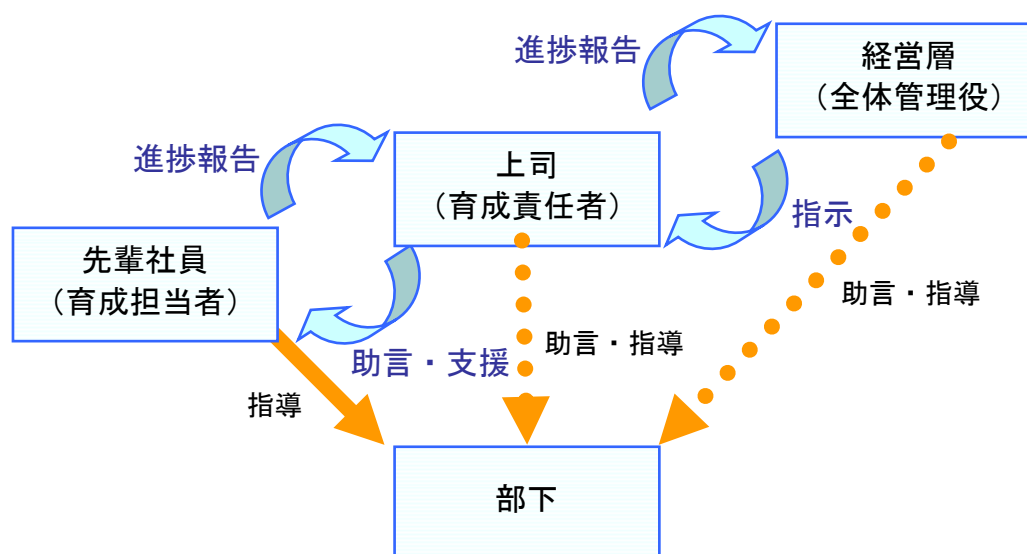 進捗報告
経営層
（全体管理役）
進捗報告
上司
（育成責任者）
指示
先輩社員
（育成担当者）
助言・指導
助言・支援
助言・指導
指導
部下